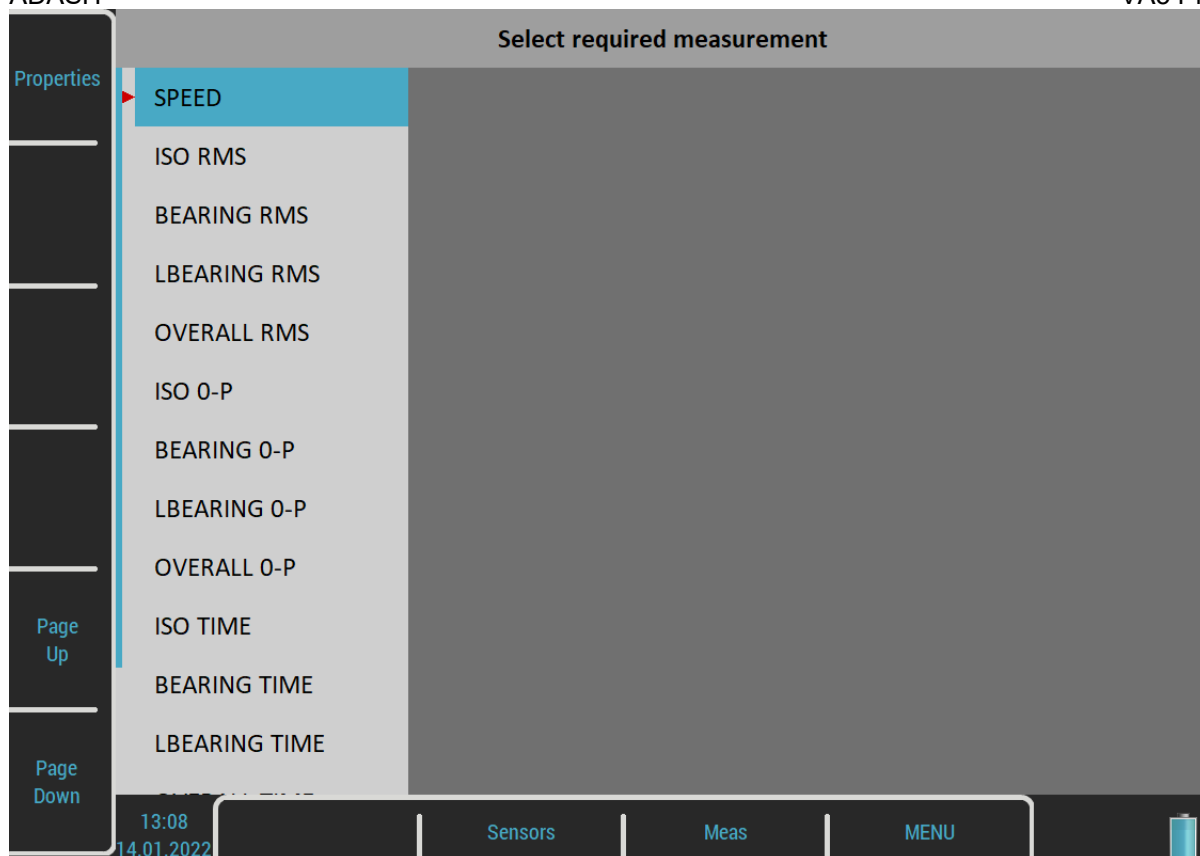 Select required measurement
Properties
SPEED
ISO RMS
BEARING RMS
LBEARING RMS
OVERALL RMS
ISO 0-P
BEARING 0-P
LBEARING 0-P
OVERALL 0-P
ISO TIME
BEARING TIME
LBEARING TIME
Page
Up
Page
Down
13:08
14.01.2022
Sensors
Meas
MENU